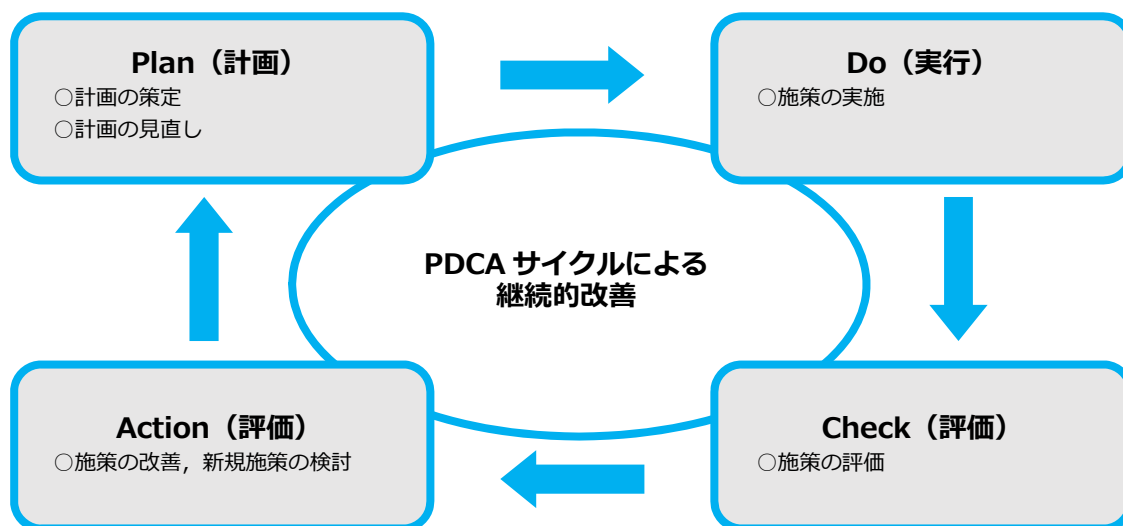 Plan（計画）
○計画の策定
○計画の見直し
Do（実行）
○施策の実施
PDCA サイクルによる
継続的改善
Action（評価）
○施策の改善，新規施策の検討
Check（評価）
○施策の評価